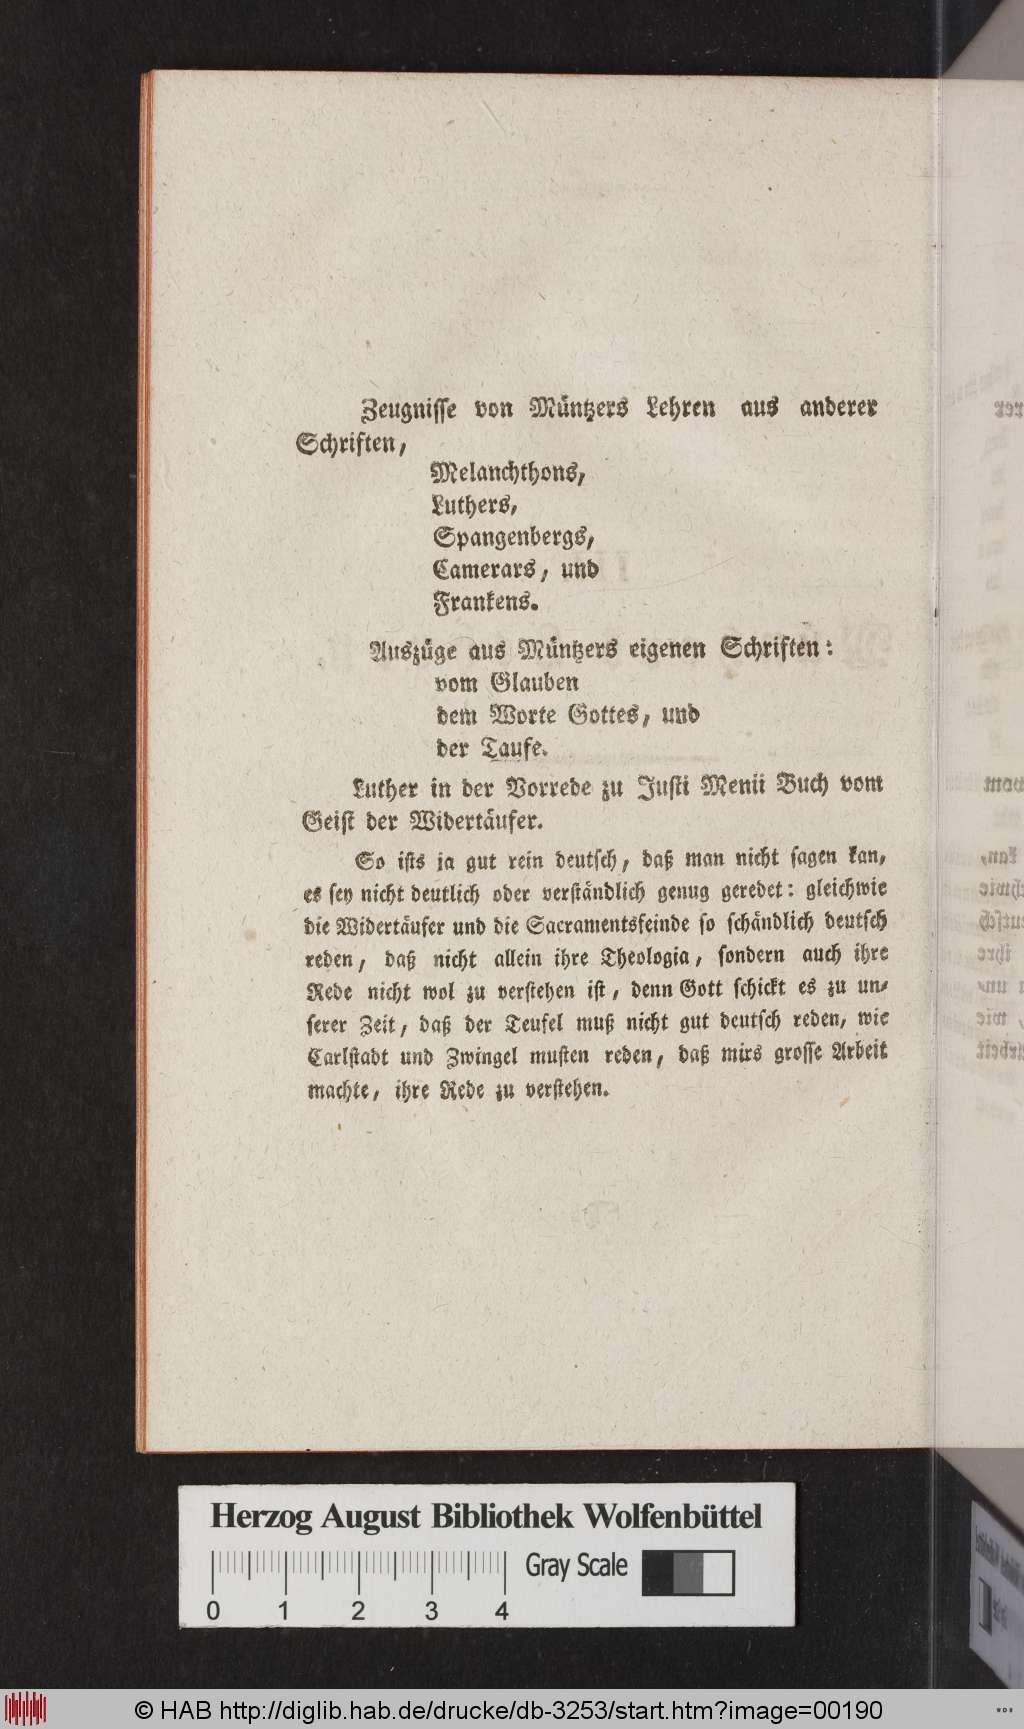 Zeugnisse von Müntzers Lehren aus anderer
Schriften,
Melanchthons,
Luthers,
Spangenbergs,
Camerars, und
Frankens.
Auszüge aus Müntzers eigenen Schriften:
vom Glauben
dem Worte Gottes, und
der Taufe.
Luther in der Vorrede zu Justi Menii Buch vom
Geist der Widertäufer.
So ists ja gut rein deutsch, daß man nicht sagen kan,
es sey nicht deutlich oder verständlich genug geredet: gleichwie
die Widertäufer und die Sacramentsfeinde so schändlich deutsch
reden, daß nicht allein ihre Theologia, sondern auch ihre
Rede nicht wol zu verstehen ist, denn Gott schickt es zu un-
serer Zeit, daß der Teufel muß nicht gut deutsch reden, wie
Carlstadt und Zwingel musten reden, daß mirs grosse Arbeit
machte, ihre Rede zu verstehen.
Herzog August Bibliothek Wolfenbüttel
Gray Scale
0 1 2 3 4
© HAB http://diglib.hab.de/drucke/db-3253/start.htm?image=00190